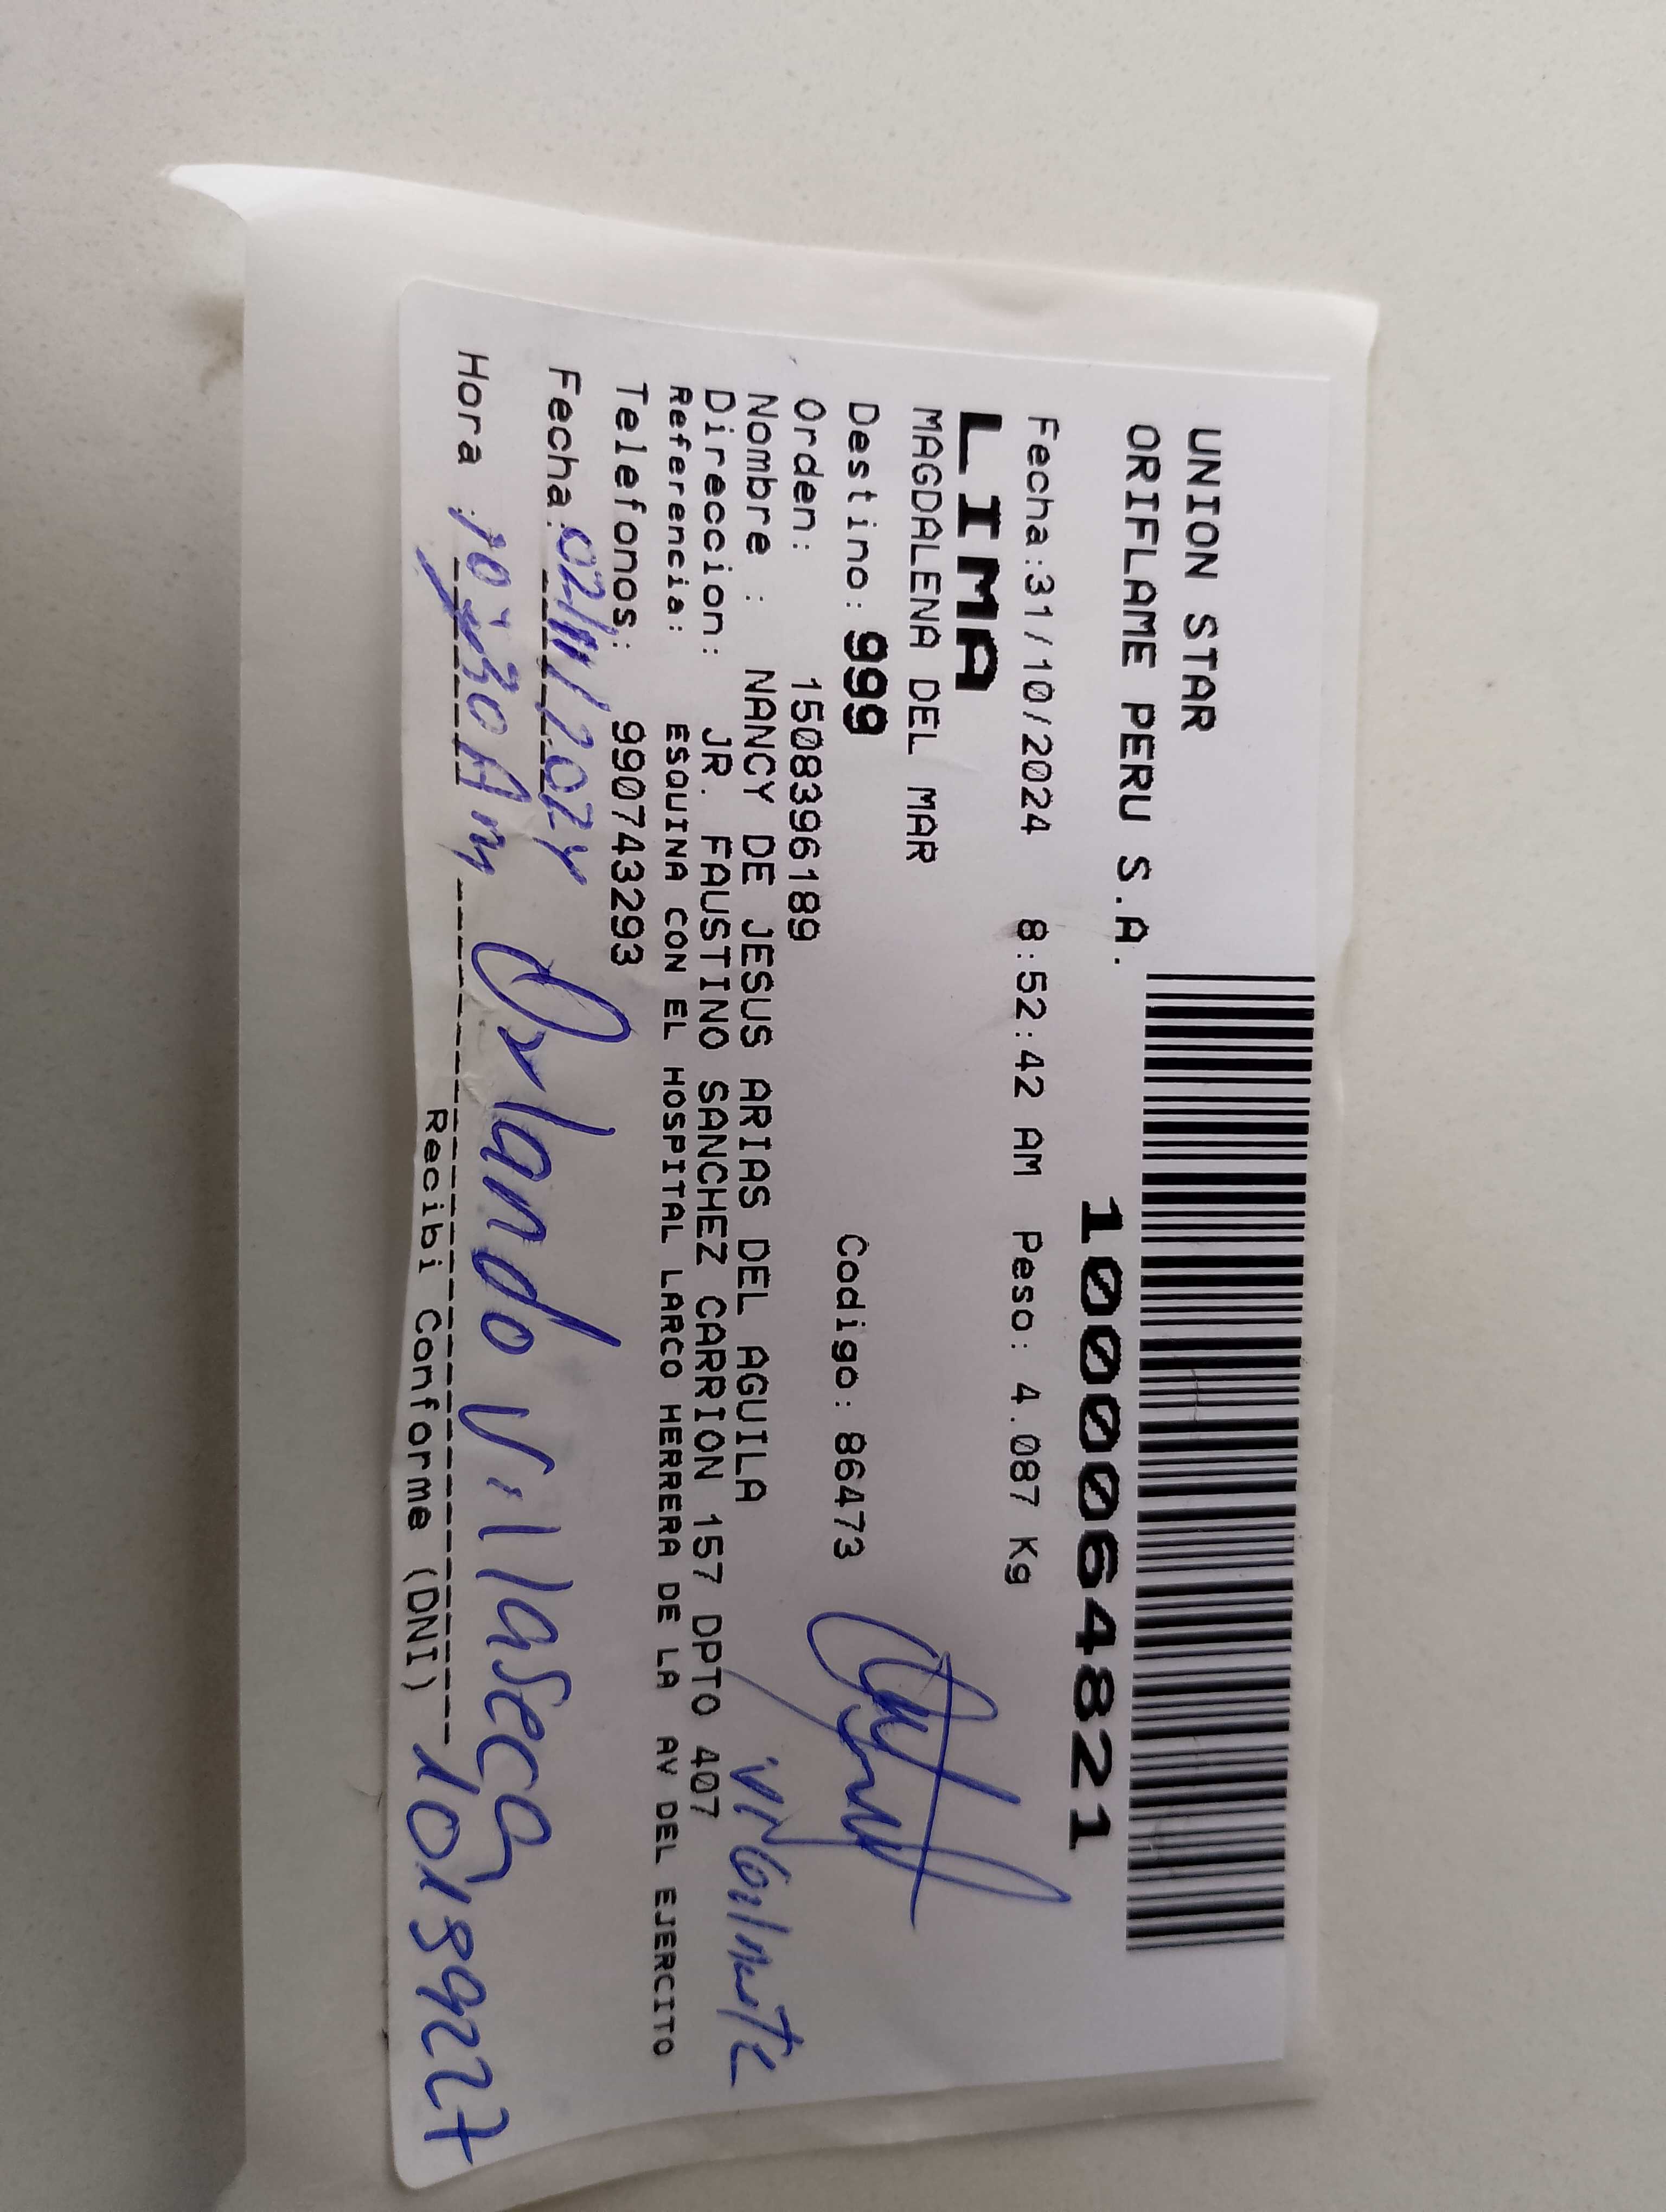 UNION STAR
ORIFLAME PERU S.A.
10000064821
Fecha:31/10/2024 8:52:42 AM Peso: 4.087 Kg
LIMA
MAGDALENA DEL MAR
Destino: 999 Codigo: 86473
Orden: 1508396189
Nombre : NANCY DE JESUS ARIAS DEL AGUILA
Vigilante
Direccion: JR. FAUSTINO SANCHEZ CARRION 157 DPTO 407
Referencia: ESQUINA CON EL HOSPITAL LARCO HERRERA DE LA AV DEL EJERCITO
Telefonos: 990743293
Fecha: 02/11/2024
Orlando Villaseca
Hora 10:30 Am
Recibi Conforme (DNI) 10159227